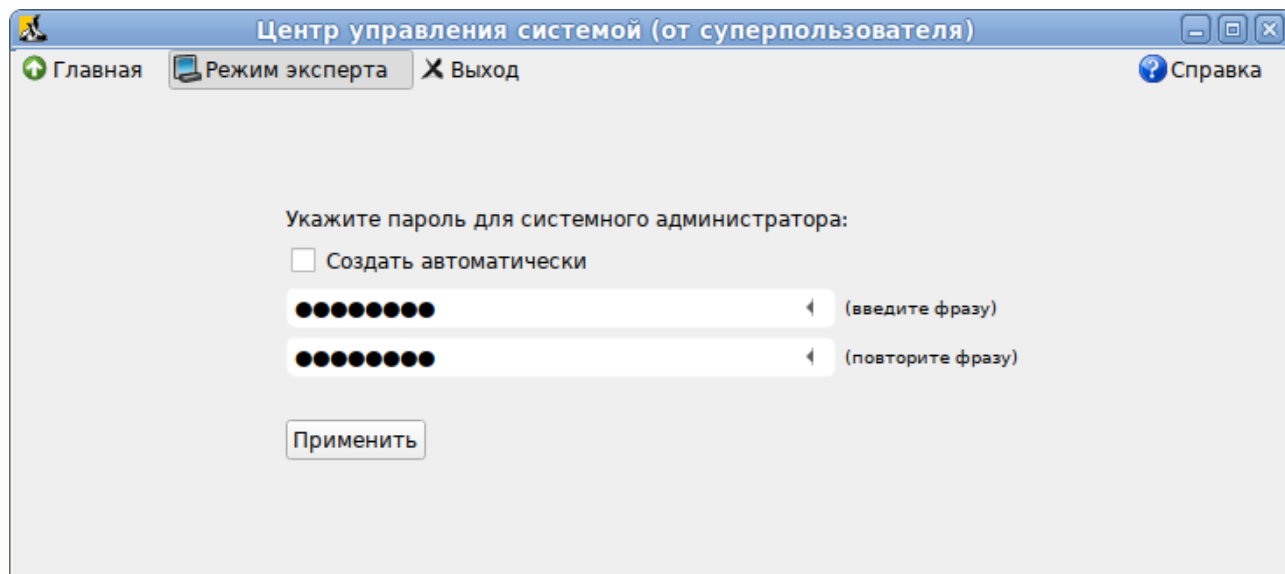 Центр управления системой (от суперпользователя)
Главная Режим эксперта Выход Справка
Укажите пароль для системного администратора:
Создать автоматически
●●●●●●●● (введите фразу)
●●●●●●●● (повторите фразу)
Применить